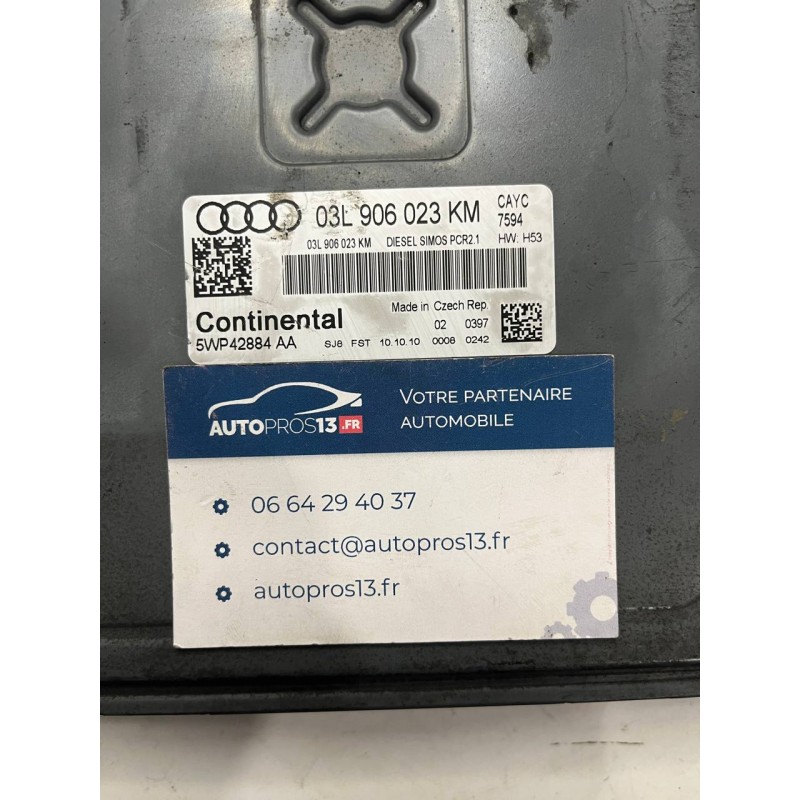 03L 906 023 KM
CAYC
7594
03L 906 023 KM DIESEL SIMOS PCR2.1 HW: H53
Made in Czech Rep.
Continental
02 0397
5WP42884 AA SJ8 FST 10.10.10 0008 0242
AUTOPROS13.FR
VOTRE PARTENAIRE
AUTOMOBILE
06 64 29 40 37
contact@autopros13.fr
autopros13.fr